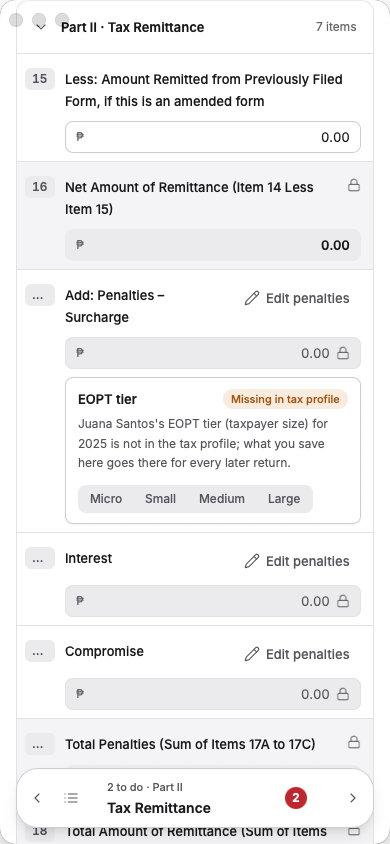 Part II · Tax Remittance
7 items
15
Less: Amount Remitted from Previously Filed
Form, if this is an amended form
₱
0.00
16
Net Amount of Remittance (Item 14 Less
Item 15)
₱
0.00
...
Add: Penalties –
Surcharge
Edit penalties
₱
0.00
EOPT tier
Missing in tax profile
Juana Santos's EOPT tier (taxpayer size) for
2025 is not in the tax profile; what you save
here goes there for every later return.
Micro
Small
Medium
Large
...
Interest
Edit penalties
₱
0.00
...
Compromise
Edit penalties
₱
0.00
...
Total Penalties (Sum of Items 17A to 17C)
2 to do · Part II
Tax Remittance
2
18
Total Amount of Remittance (Sum of Items